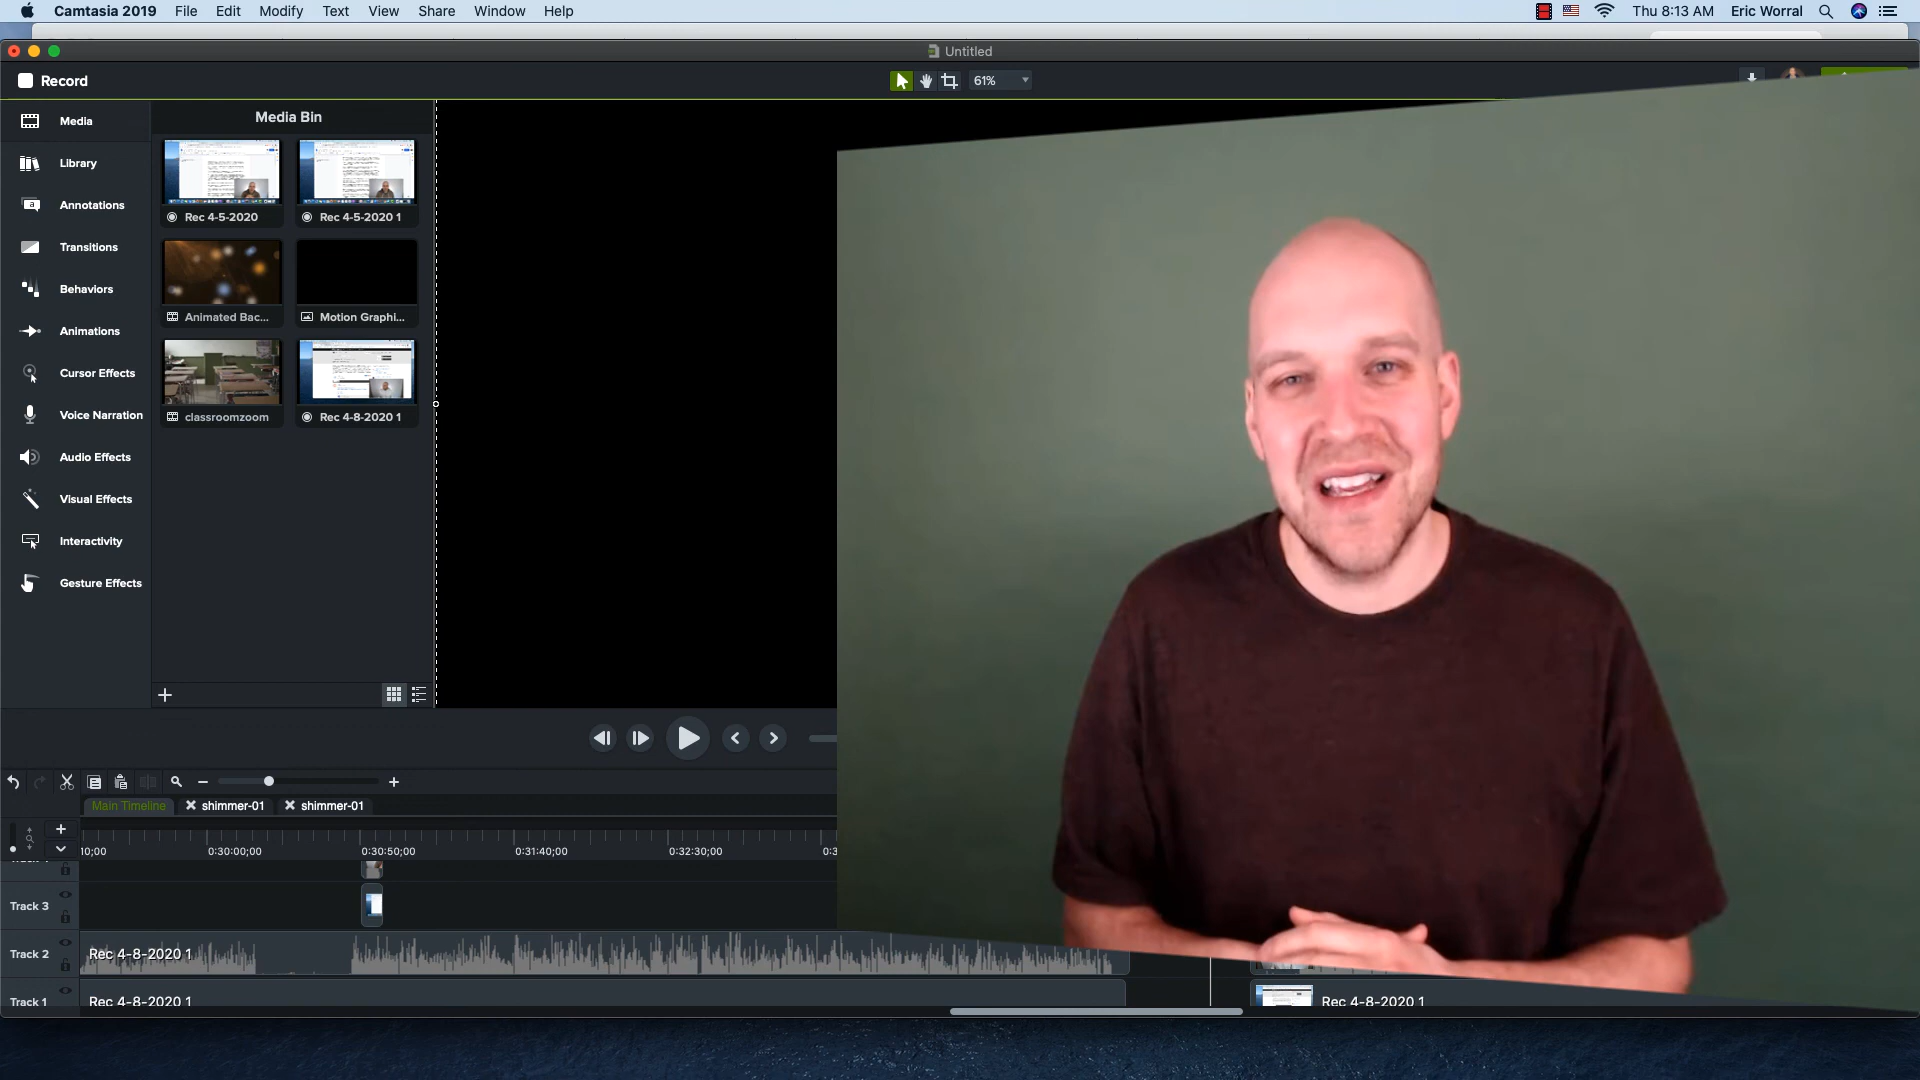 Camtasia 2019 File Edit Modify Text View Share Window Help Thu 8:13 AM Eric Worral
Untitled
Record 61%
Media
Library
Annotations
Transitions
Behaviors
Animations
Cursor Effects
Voice Narration
Audio Effects
Visual Effects
Interactivity
Gesture Effects
Media Bin
Rec 4-5-2020 Rec 4-5-2020 1
Animated Bac... Motion Graphi...
classroomzoom Rec 4-8-2020 1
Main Timeline shimmer-01 shimmer-01
10;00 0:30:00;00 0:30:50;00 0:31:40;00 0:32:30;00
Track 3
Track 2 Rec 4-8-2020 1
Track 1 Rec 4-8-2020 1 Rec 4-8-2020 1